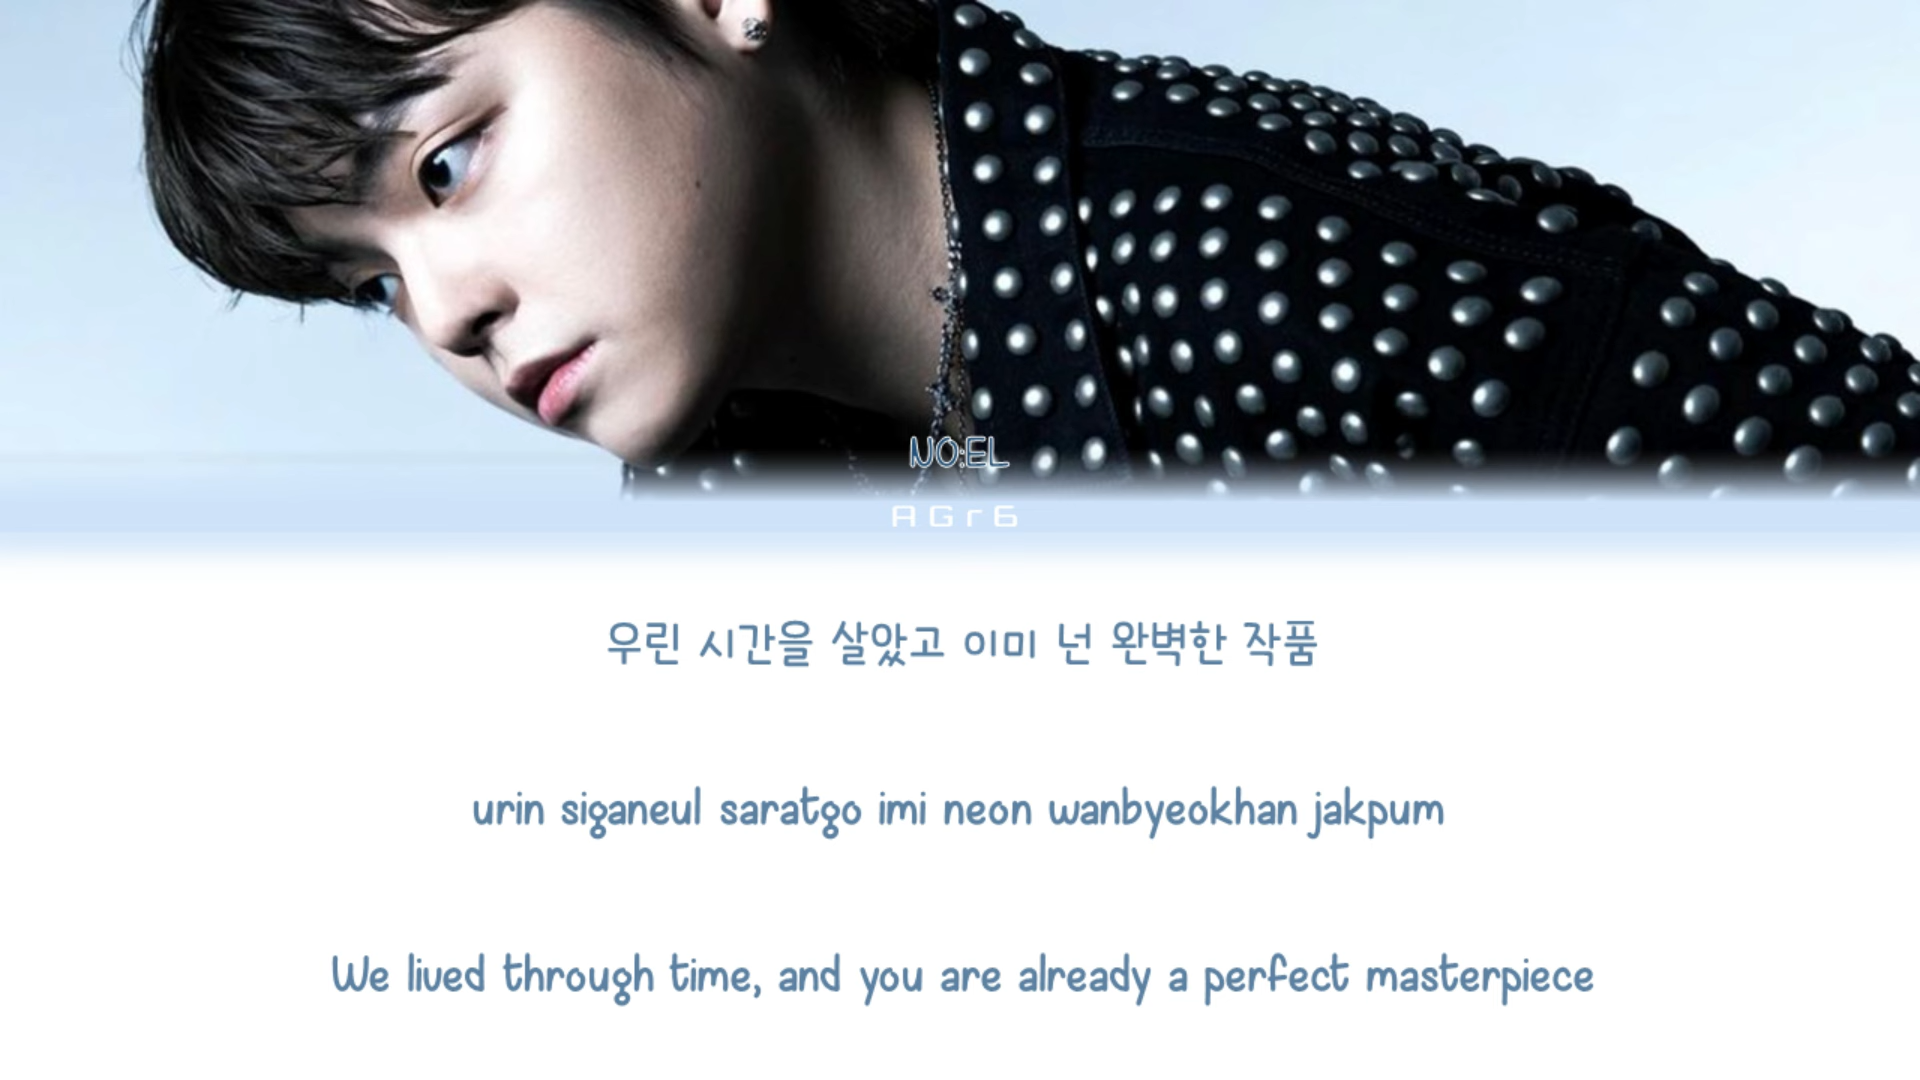 NO:EL
AGr6
우린 시간을 살았고 이미 넌 완벽한 작품
urin siganeul saratgo imi neon wanbyeokhan jakpum
We lived through time, and you are already a perfect masterpiece